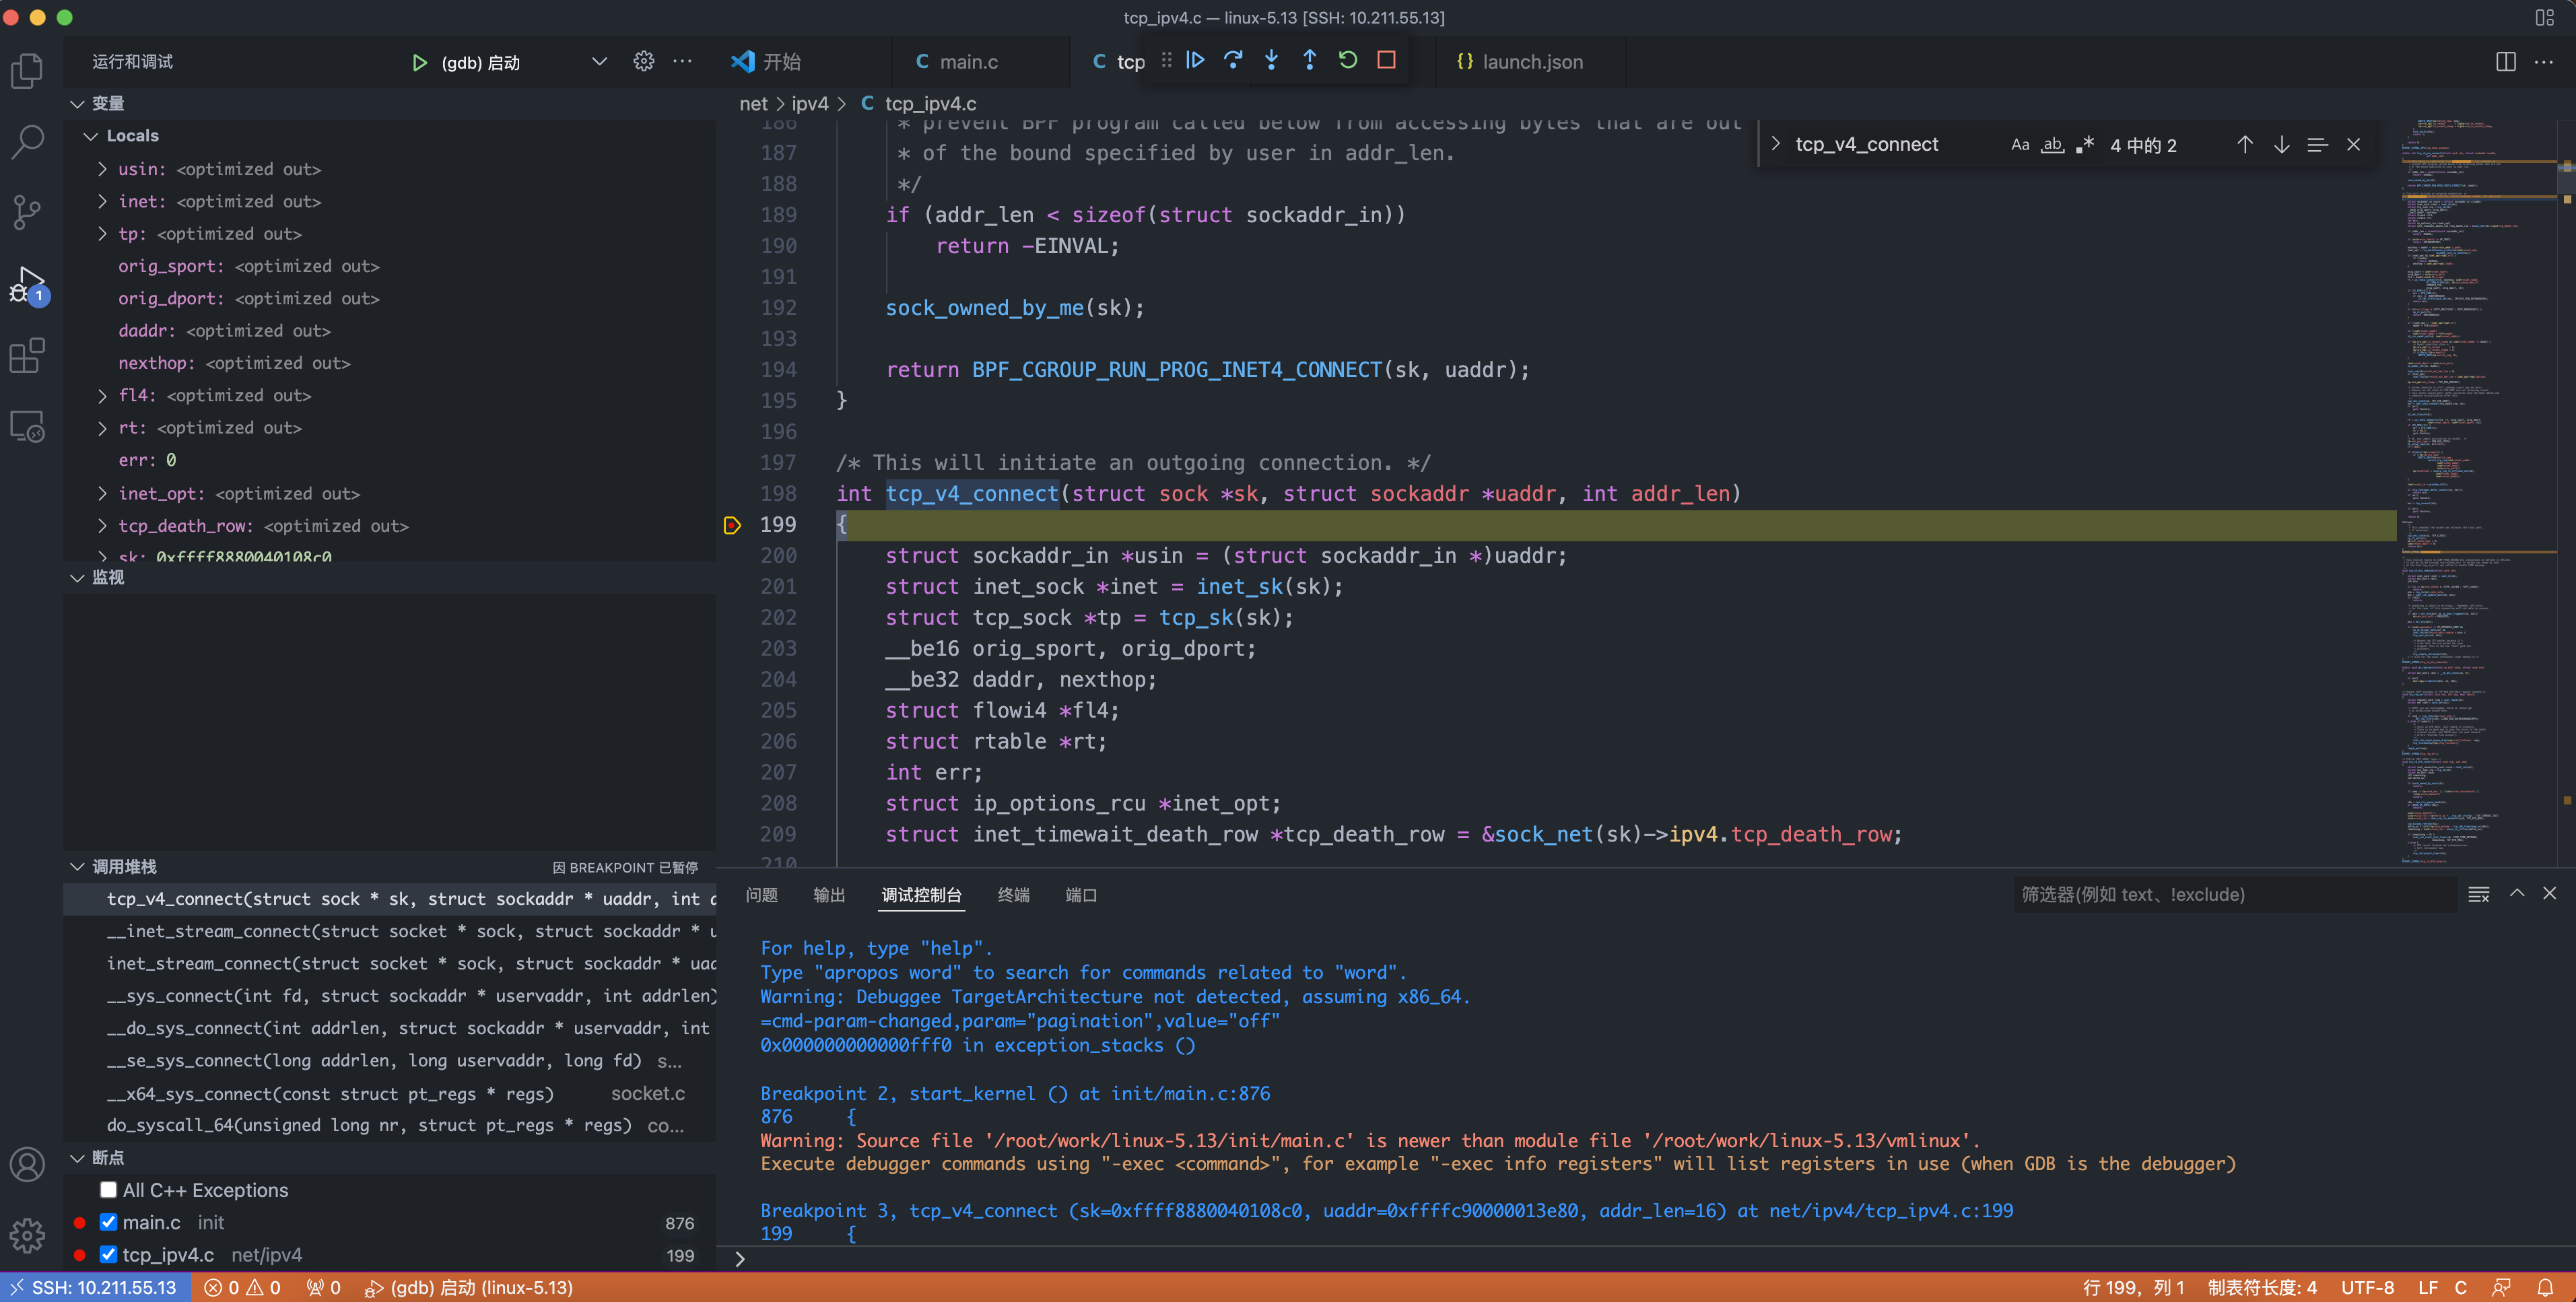 tcp_ipv4.c — linux-5.13 [SSH: 10.211.55.13]
运行和调试
(gdb) 启动
开始
main.c
tcp
launch.json
变量
Locals
usin: <optimized out>
inet: <optimized out>
tp: <optimized out>
orig_sport: <optimized out>
orig_dport: <optimized out>
daddr: <optimized out>
nexthop: <optimized out>
fl4: <optimized out>
rt: <optimized out>
err: 0
inet_opt: <optimized out>
tcp_death_row: <optimized out>
sk: 0xffff8880040108c0
监视
调用堆栈
因 BREAKPOINT 已暂停
tcp_v4_connect(struct sock * sk, struct sockaddr * uaddr, int a
__inet_stream_connect(struct socket * sock, struct sockaddr * u
inet_stream_connect(struct socket * sock, struct sockaddr * uad
__sys_connect(int fd, struct sockaddr * uservaddr, int addrlen)
__do_sys_connect(int addrlen, struct sockaddr * uservaddr, int
__se_sys_connect(long addrlen, long uservaddr, long fd) s...
__x64_sys_connect(const struct pt_regs * regs) socket.c
do_syscall_64(unsigned long nr, struct pt_regs * regs) co...
断点
All C++ Exceptions
main.c init 876
tcp_ipv4.c net/ipv4 199
net > ipv4 > C tcp_ipv4.c
tcp_v4_connect
Aa ab 4 中的 2
186 * prevent BPF program called below from accessing bytes that are out
187 * of the bound specified by user in addr_len.
188 */
189 if (addr_len < sizeof(struct sockaddr_in))
190 return -EINVAL;
191
192 sock_owned_by_me(sk);
193
194 return BPF_CGROUP_RUN_PROG_INET4_CONNECT(sk, uaddr);
195 }
196
197 /* This will initiate an outgoing connection. */
198 int tcp_v4_connect(struct sock *sk, struct sockaddr *uaddr, int addr_len)
199 {
200 struct sockaddr_in *usin = (struct sockaddr_in *)uaddr;
201 struct inet_sock *inet = inet_sk(sk);
202 struct tcp_sock *tp = tcp_sk(sk);
203 __be16 orig_sport, orig_dport;
204 __be32 daddr, nexthop;
205 struct flowi4 *fl4;
206 struct rtable *rt;
207 int err;
208 struct ip_options_rcu *inet_opt;
209 struct inet_timewait_death_row *tcp_death_row = &sock_net(sk)->ipv4.tcp_death_row;
210
问题 输出 调试控制台 终端 端口
筛选器(例如 text、!exclude)
For help, type "help".
Type "apropos word" to search for commands related to "word".
Warning: Debuggee TargetArchitecture not detected, assuming x86_64.
=cmd-param-changed,param="pagination",value="off"
0x000000000000fff0 in exception_stacks ()
Breakpoint 2, start_kernel () at init/main.c:876
876 {
Warning: Source file '/root/work/linux-5.13/init/main.c' is newer than module file '/root/work/linux-5.13/vmlinux'.
Execute debugger commands using "-exec <command>", for example "-exec info registers" will list registers in use (when GDB is the debugger)
Breakpoint 3, tcp_v4_connect (sk=0xffff8880040108c0, uaddr=0xffffc90000013e80, addr_len=16) at net/ipv4/tcp_ipv4.c:199
199 {
SSH: 10.211.55.13 0 0 0 (gdb) 启动 (linux-5.13)
行 199，列 1 制表符长度: 4 UTF-8 LF C